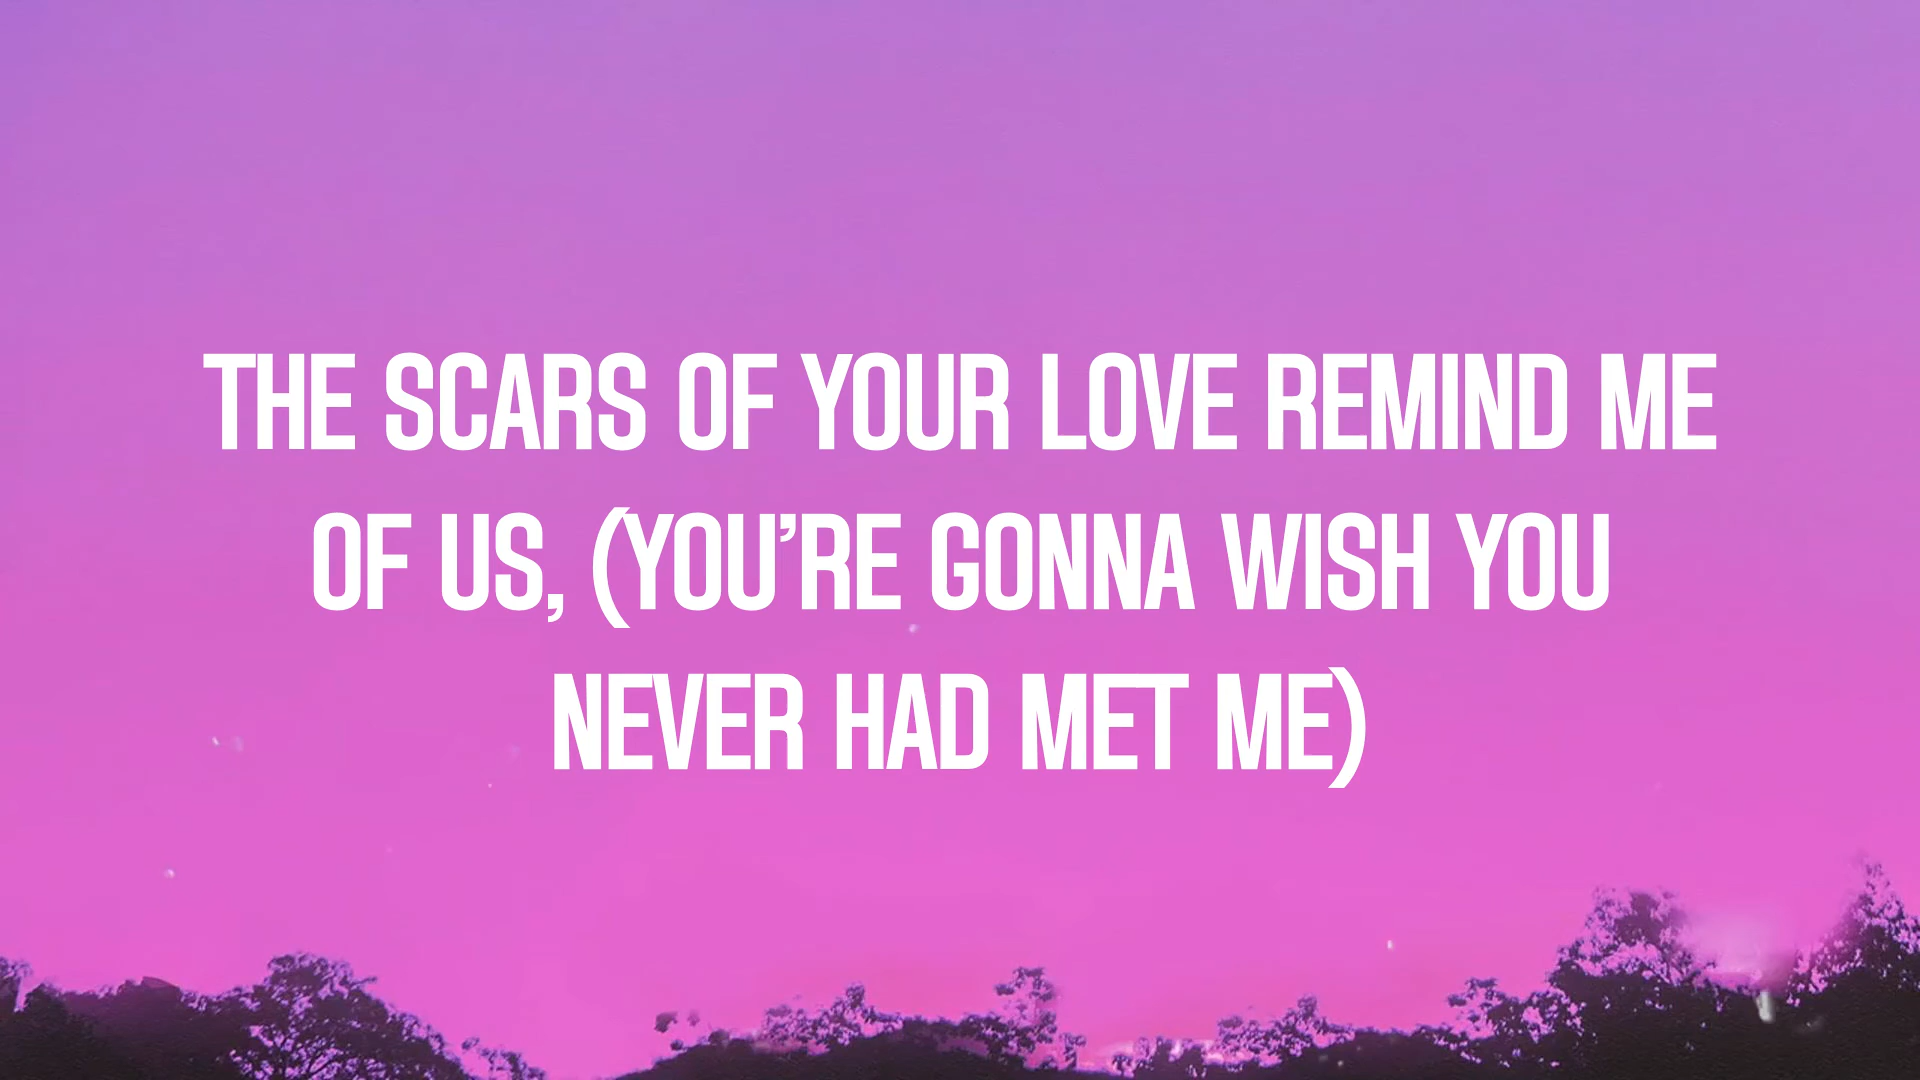 THE SCARS OF YOUR LOVE REMIND ME
OF US, (YOU’RE GONNA WISH YOU
NEVER HAD MET ME)